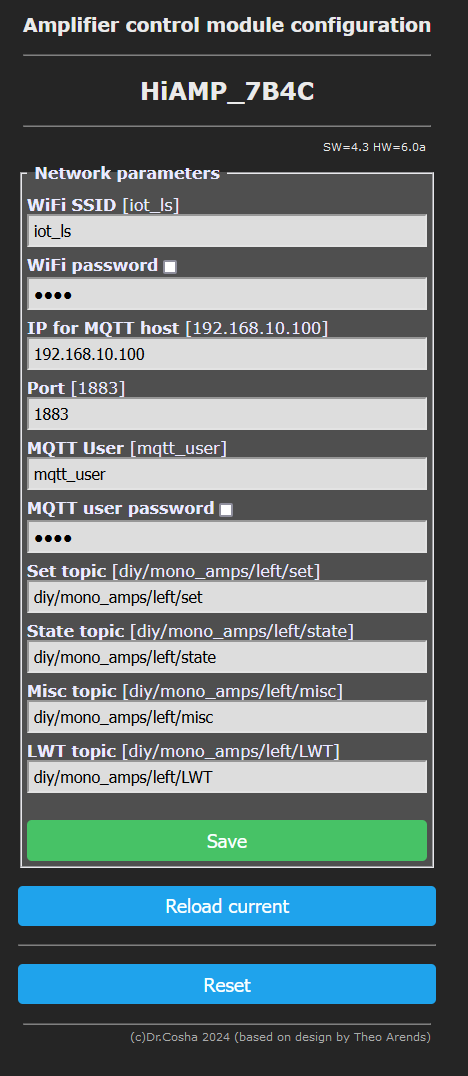 Amplifier control module configuration
HiAMP_7B4C
SW=4.3 HW=6.0a
Network parameters
WiFi SSID [iot_ls]
iot_ls
WiFi password
●●●●
IP for MQTT host [192.168.10.100]
192.168.10.100
Port [1883]
1883
MQTT User [mqtt_user]
mqtt_user
MQTT user password
●●●●
Set topic [diy/mono_amps/left/set]
diy/mono_amps/left/set
State topic [diy/mono_amps/left/state]
diy/mono_amps/left/state
Misc topic [diy/mono_amps/left/misc]
diy/mono_amps/left/misc
LWT topic [diy/mono_amps/left/LWT]
diy/mono_amps/left/LWT
Save
Reload current
Reset
(c)Dr.Cosha 2024 (based on design by Theo Arends)